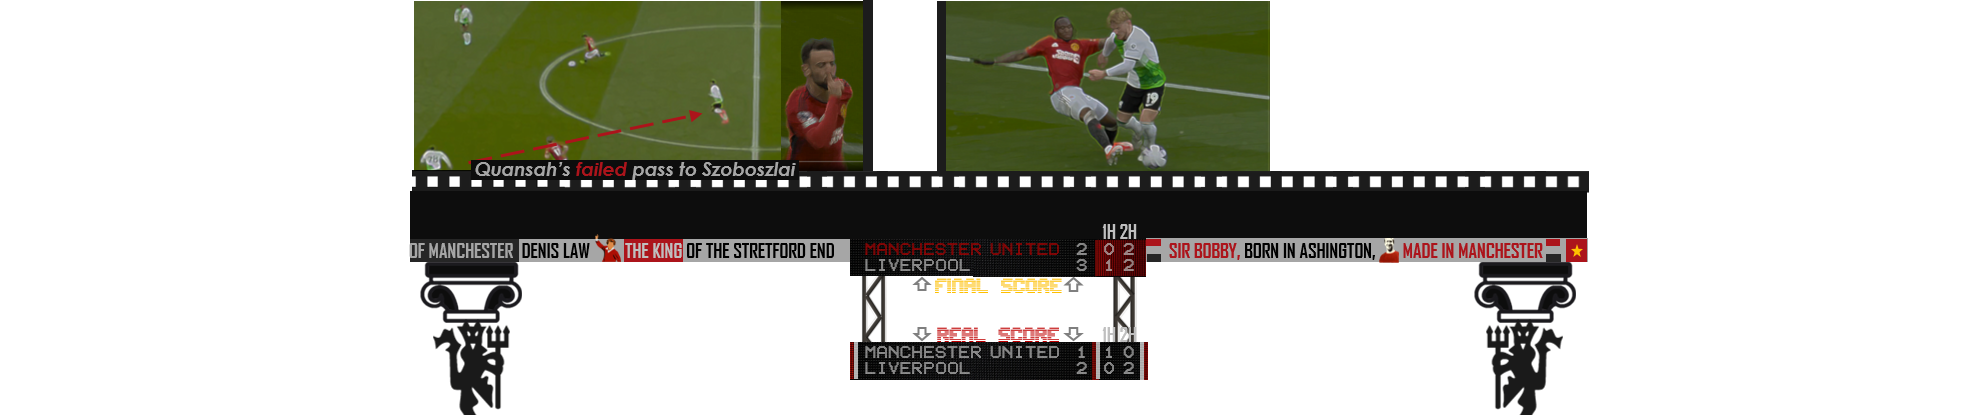 Quansah's failed pass to Szoboszlai
19
OF MANCHESTER DENIS LAW THE KING OF THE STRETFORD END
1H 2H
MANCHESTER UNITED 2 0 2
LIVERPOOL 3 1 2
SIR BOBBY, BORN IN ASHINGTON, MADE IN MANCHESTER
FINAL SCORE
REAL SCORE
1H 2H
MANCHESTER UNITED 1 1 0
LIVERPOOL 2 0 2